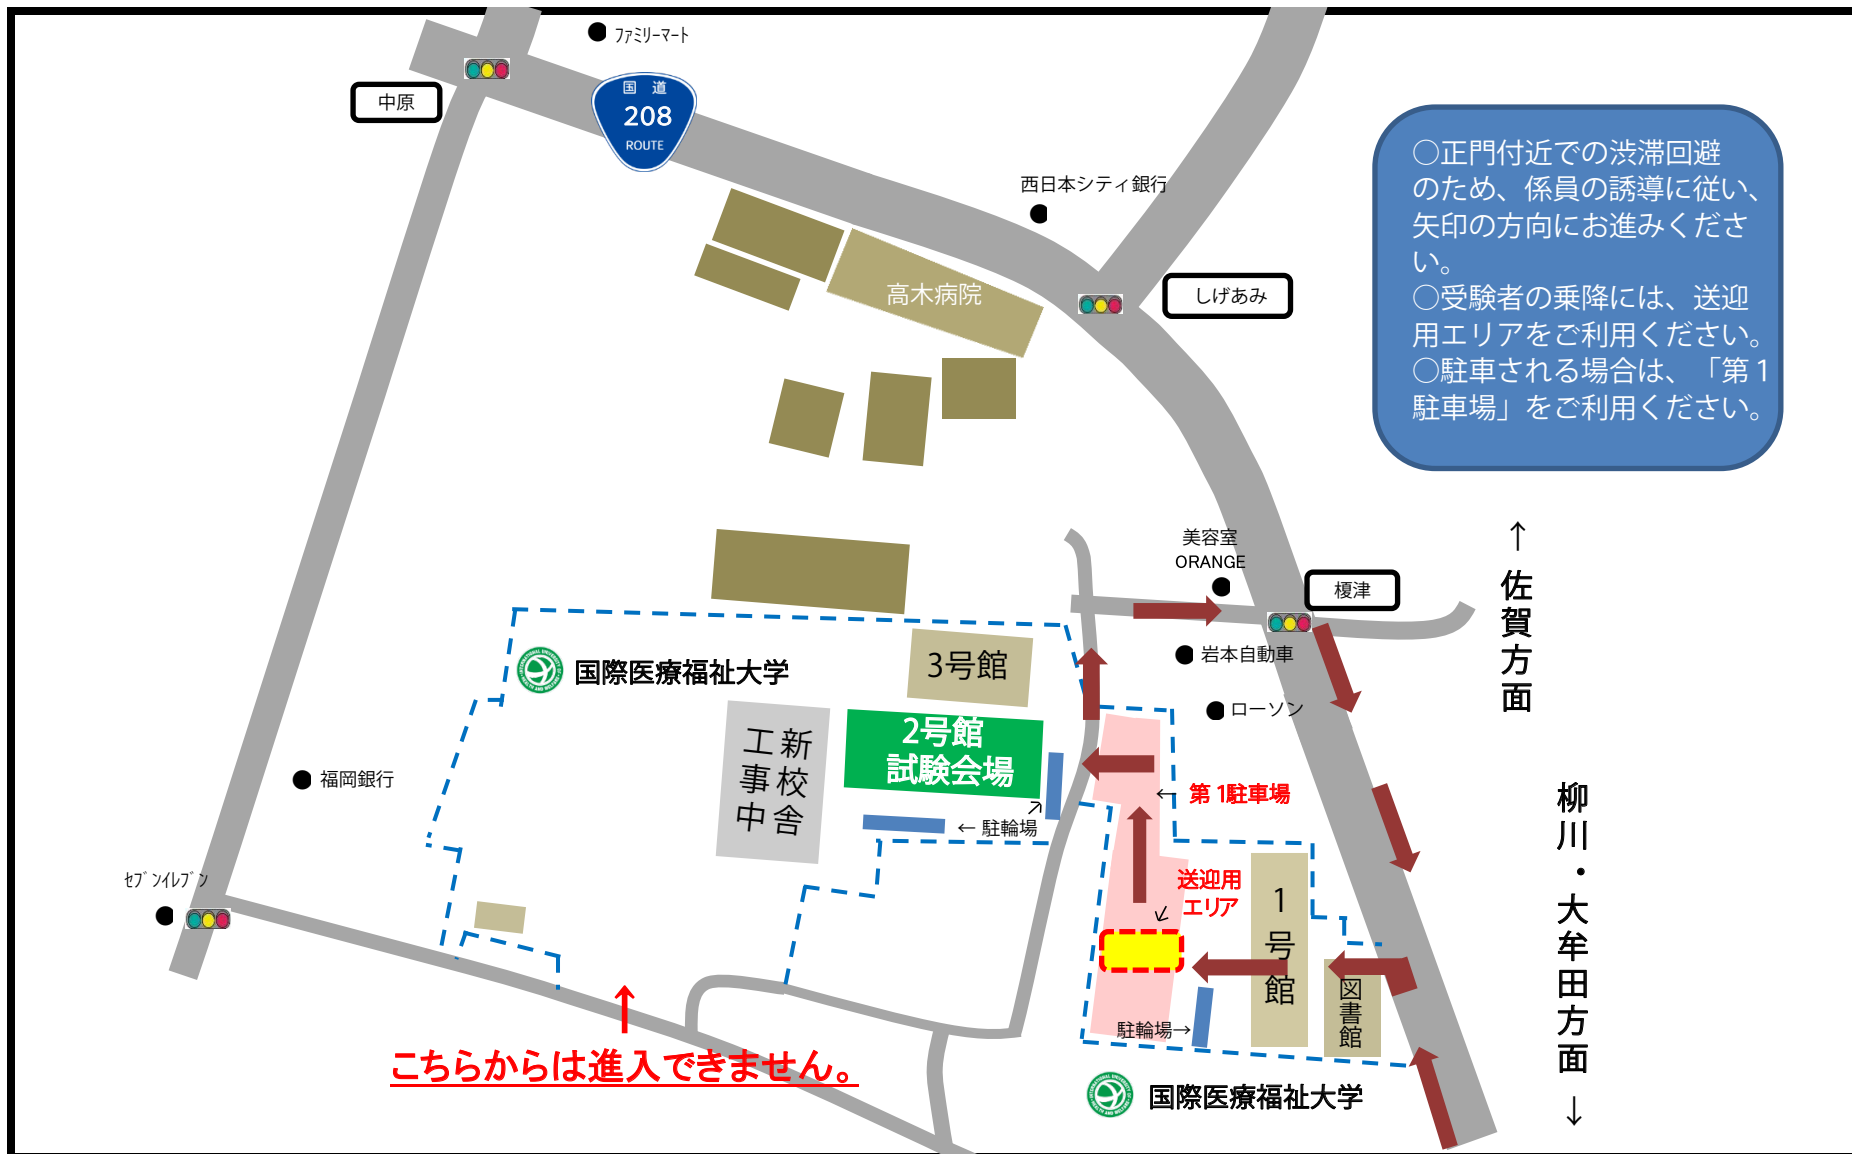 ファミリーマート
中原
国 道
208
ROUTE
西日本シティ銀行
しげあみ
高木病院
○正門付近での渋滞回避
のため、係員の誘導に従い、
矢印の方向にお進みくださ
い。
○受験者の乗降には、送迎
用エリアをご利用ください。
○駐車される場合は、「第1
駐車場」をご利用ください。
↑佐賀方面
美容室
ORANGE
榎津
岩本自動車
ローソン
国際医療福祉大学
3号館
2号館
試験会場
新校舎
工事中
←駐輪場
↗
← 第1駐車場
送迎用
エリア
↙
1号館
図書館
駐輪場→
福岡銀行
セブンイレブン
こちらからは進入できません。
国際医療福祉大学
柳川・大牟田方面↓